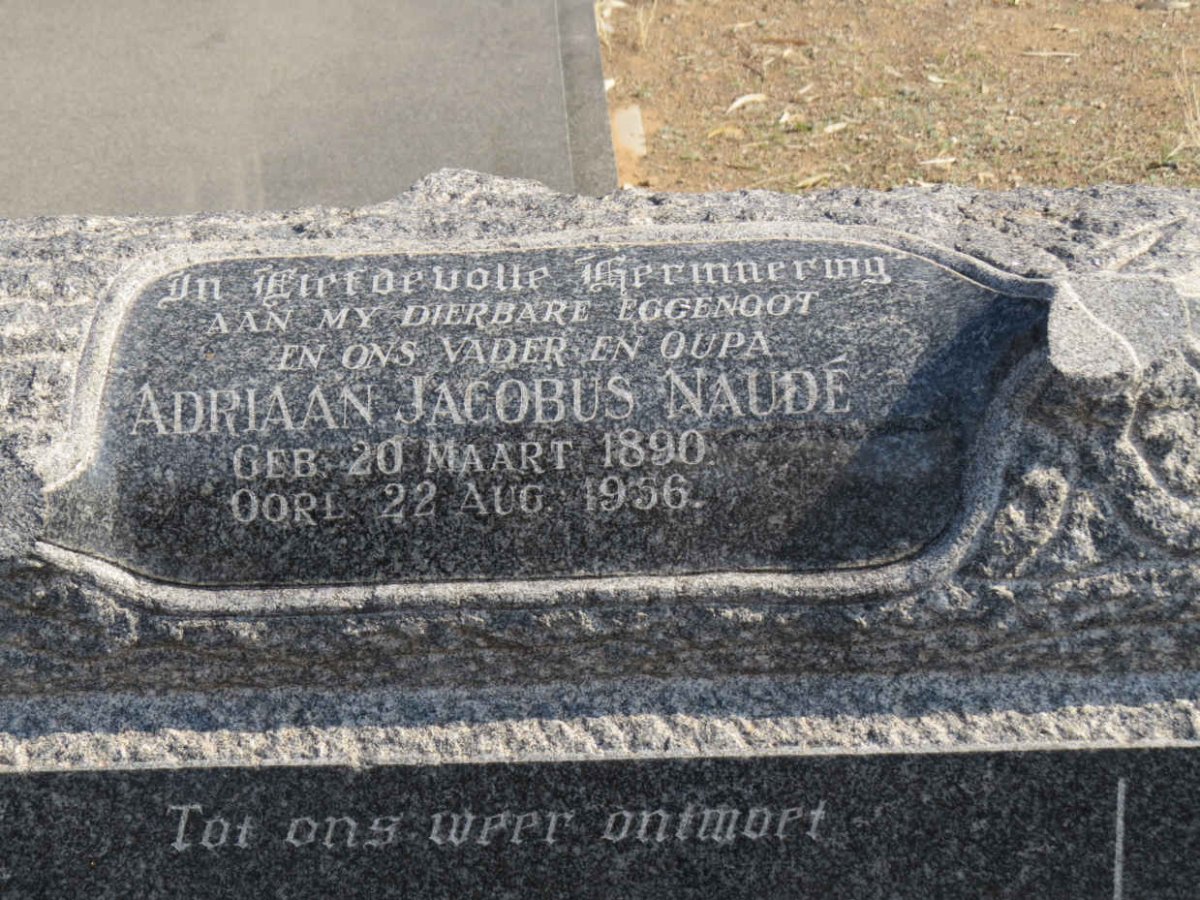 In Liefdevolle Herinnering
AAN MY DIERBARE EGGENOOT
EN ONS VADER EN OUPA
ADRIAAN JACOBUS NAUDÉ
GEB. 20 MAART 1890.
OORL. 22 AUG. 1956.
Tot ons weer ontmoet